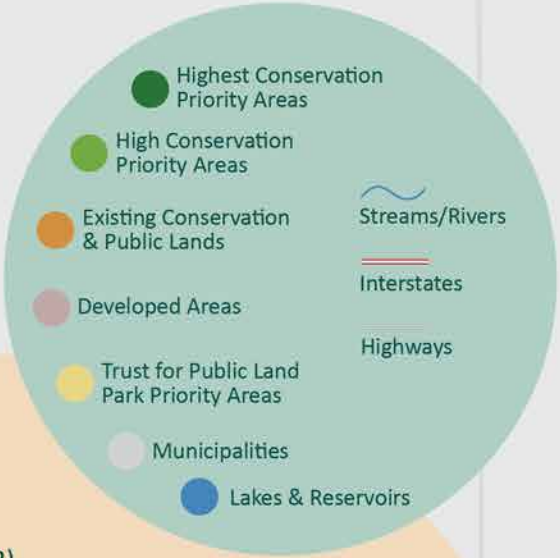 Highest Conservation
Priority Areas
High Conservation
Priority Areas
Existing Conservation
& Public Lands
Developed Areas
Trust for Public Land
Park Priority Areas
Municipalities
Lakes & Reservoirs
Streams/Rivers
Interstates
Highways